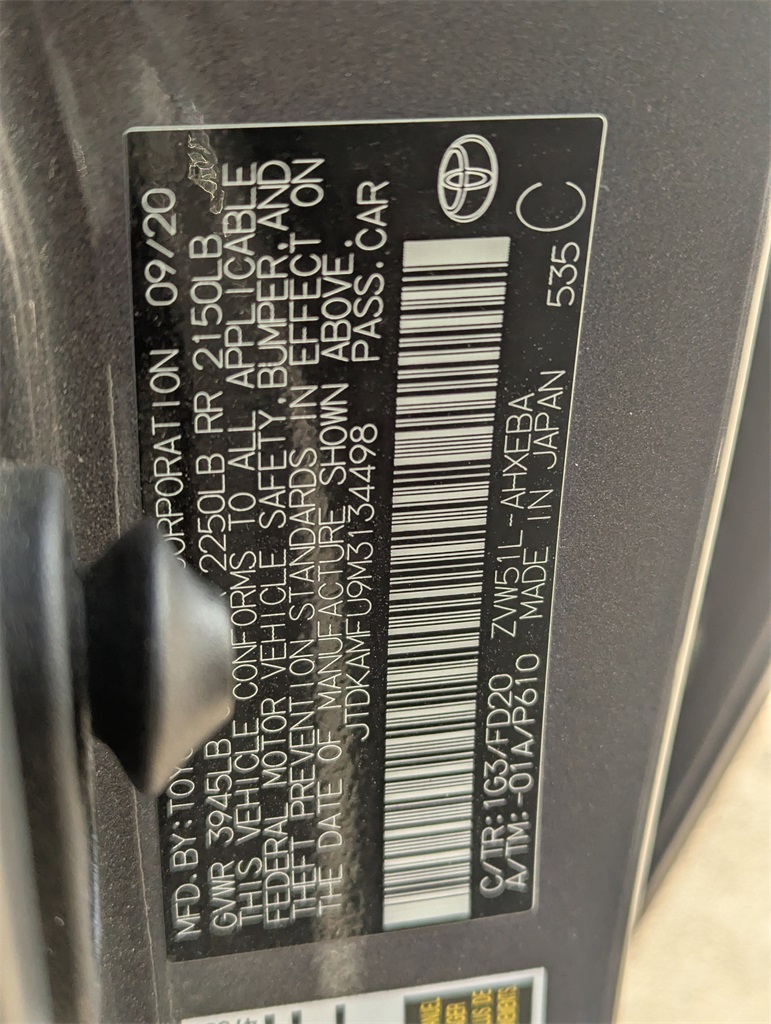 MFD. BY: TOYO ORPORATION 09/20
GVWR 3945LB 2250LB RR 2150LB
THIS VEHICLE CONFORMS TO ALL APPLICABLE
FEDERAL MOTOR VEHICLE SAFETY, BUMPER, AND
THEFT PREVENTION STANDARDS IN EFFECT ON
THE DATE OF MANUFACTURE SHOWN ABOVE.
JTDKAMFU9M3134498 PASS. CAR
C/TR: 1G3/FD20 ZVW51L-AHXEBA
A/TM: -01A/P610 MADE IN JAPAN 535 C